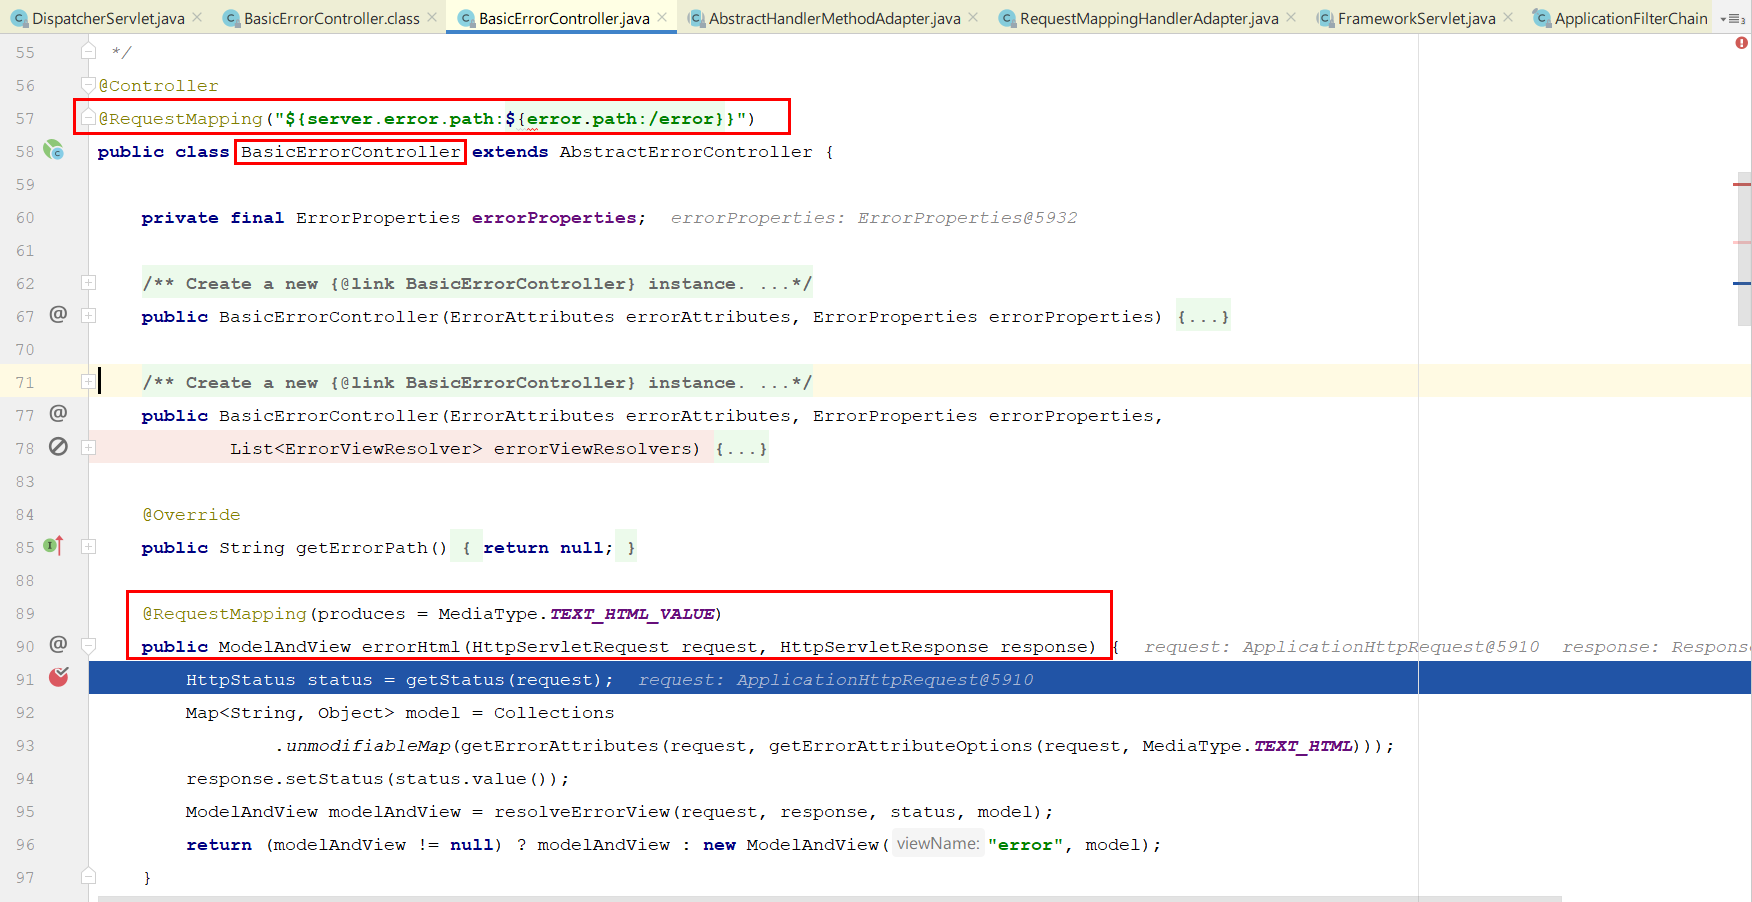 DispatcherServlet.java × BasicErrorController.class × BasicErrorController.java × AbstractHandlerMethodAdapter.java × RequestMappingHandlerAdapter.java × FrameworkServlet.java × ApplicationFilterChain
55 */
56 @Controller
57 @RequestMapping("${server.error.path:${error.path:/error}}")
58 public class BasicErrorController extends AbstractErrorController {
59
60 private final ErrorProperties errorProperties; errorProperties: ErrorProperties@5932
61
62 /** Create a new {@link BasicErrorController} instance. ...*/
67 @ public BasicErrorController(ErrorAttributes errorAttributes, ErrorProperties errorProperties) {...}
70
71 /** Create a new {@link BasicErrorController} instance. ...*/
77 @ public BasicErrorController(ErrorAttributes errorAttributes, ErrorProperties errorProperties,
78 List<ErrorViewResolver> errorViewResolvers) {...}
83
84 @Override
85 public String getErrorPath() { return null; }
88
89 @RequestMapping(produces = MediaType.TEXT_HTML_VALUE)
90 @ public ModelAndView errorHtml(HttpServletRequest request, HttpServletResponse response) { request: ApplicationHttpRequest@5910 response: Respons
91 HttpStatus status = getStatus(request); request: ApplicationHttpRequest@5910
92 Map<String, Object> model = Collections
93 .unmodifiableMap(getErrorAttributes(request, getErrorAttributeOptions(request, MediaType.TEXT_HTML)));
94 response.setStatus(status.value());
95 ModelAndView modelAndView = resolveErrorView(request, response, status, model);
96 return (modelAndView != null) ? modelAndView : new ModelAndView( viewName: "error", model);
97 }